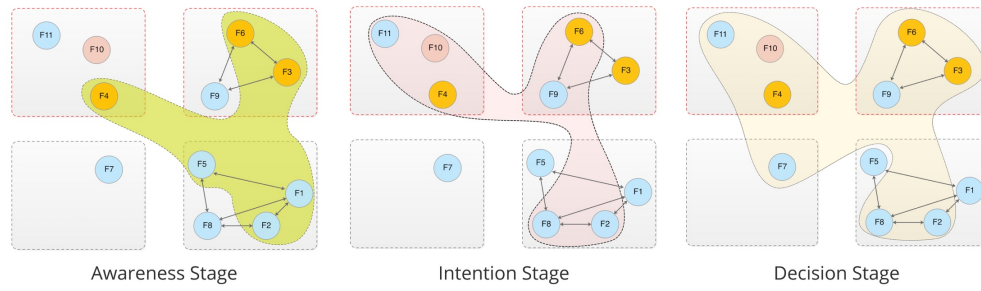 F11
F10
F4
F6
F3
F9
F7
F5
F1
F8
F2
Awareness Stage
F11
F10
F4
F6
F3
F9
F7
F5
F1
F8
F2
Intention Stage
F11
F10
F4
F6
F3
F9
F7
F5
F1
F8
F2
Decision Stage